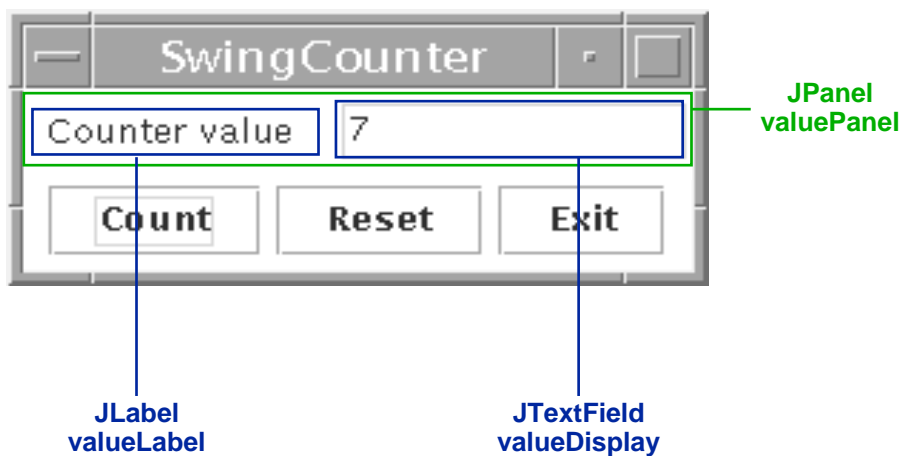 SwingCounter
JPanel
valuePanel
Counter value
7
Count
Reset
Exit
JLabel
valueLabel
JTextField
valueDisplay